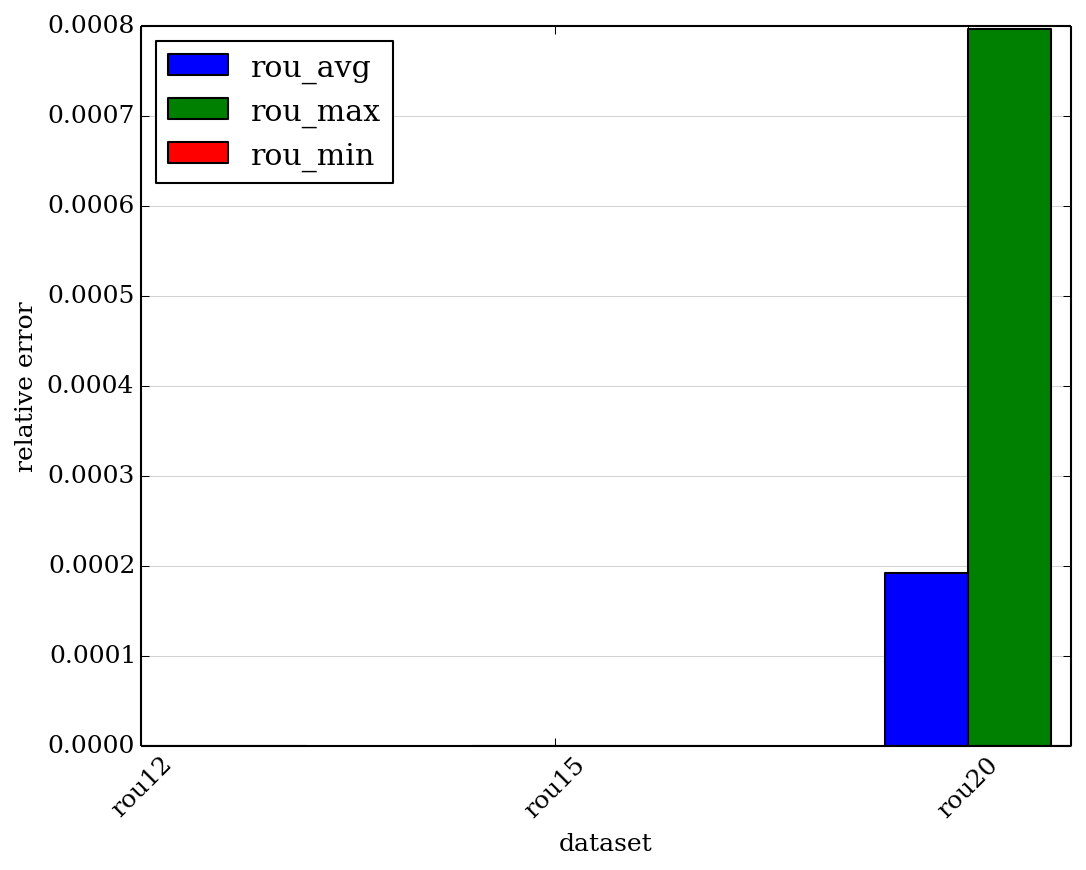 0.0008
0.0007
0.0006
0.0005
0.0004
0.0003
0.0002
0.0001
0.0000
relative error
rou_avg
rou_max
rou_min
rou12
rou15
rou20
dataset